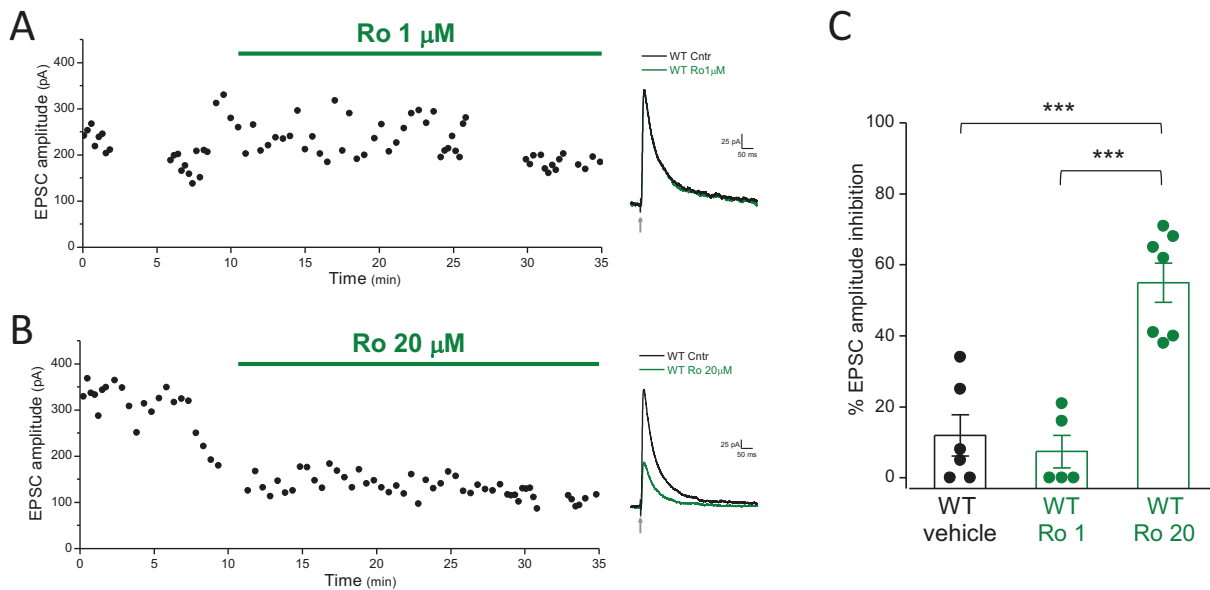 A
Ro 1 μM
EPSC amplitude (pA)
400
300
200
100
0
0 5 10 15 20 25 30 35
Time (min)
WT Cntr
WT Ro1μM
25 pA
50 ms
B
Ro 20 μM
EPSC amplitude (pA)
400
300
200
100
0
0 5 10 15 20 25 30 35
Time (min)
WT Cntr
WT Ro 20μM
25 pA
50 ms
C
% EPSC amplitude inhibition
100
80
60
40
20
0
***
***
WT WT WT
vehicle Ro 1 Ro 20